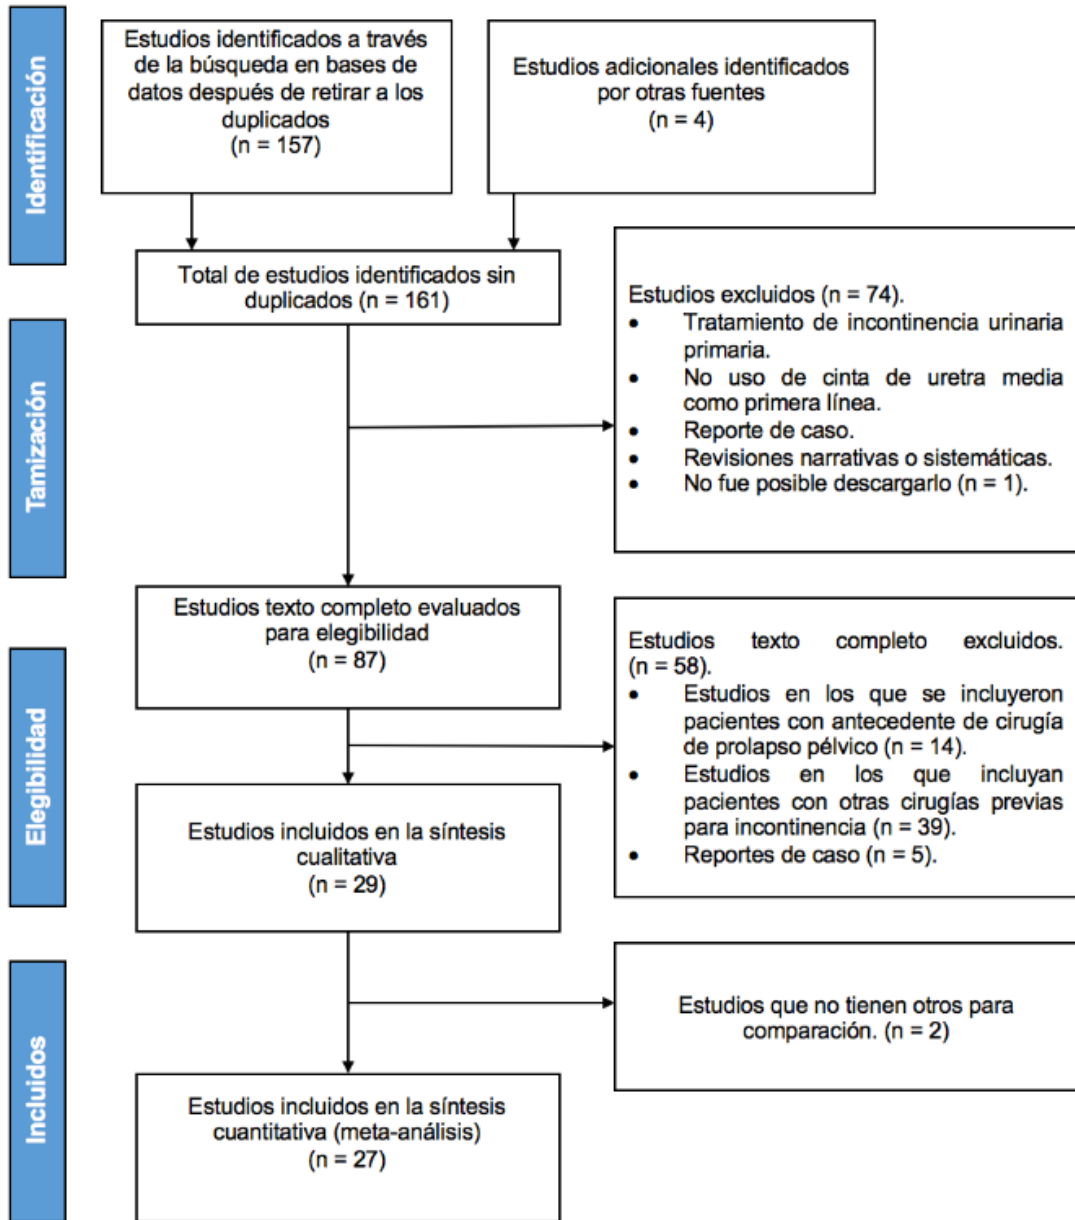 Identificación
Estudios identificados a través
de la búsqueda en bases de
datos después de retirar a los
duplicados
(n = 157)
Estudios adicionales identificados
por otras fuentes
(n = 4)
Total de estudios identificados sin
duplicados (n = 161)
Tamización
Estudios excluidos (n = 74).
• Tratamiento de incontinencia urinaria
primaria.
• No uso de cinta de uretra media
como primera línea.
• Reporte de caso.
• Revisiones narrativas o sistemáticas.
• No fue posible descargarlo (n = 1).
Estudios texto completo evaluados
para elegibilidad
(n = 87)
Elegibilidad
Estudios texto completo excluidos.
(n = 58).
• Estudios en los que se incluyeron
pacientes con antecedente de cirugía
de prolapso pélvico (n = 14).
• Estudios en los que incluyan
pacientes con otras cirugías previas
para incontinencia (n = 39).
• Reportes de caso (n = 5).
Estudios incluidos en la síntesis
cualitativa
(n = 29)
Incluidos
Estudios que no tienen otros para
comparación. (n = 2)
Estudios incluidos en la síntesis
cuantitativa (meta-análisis)
(n = 27)